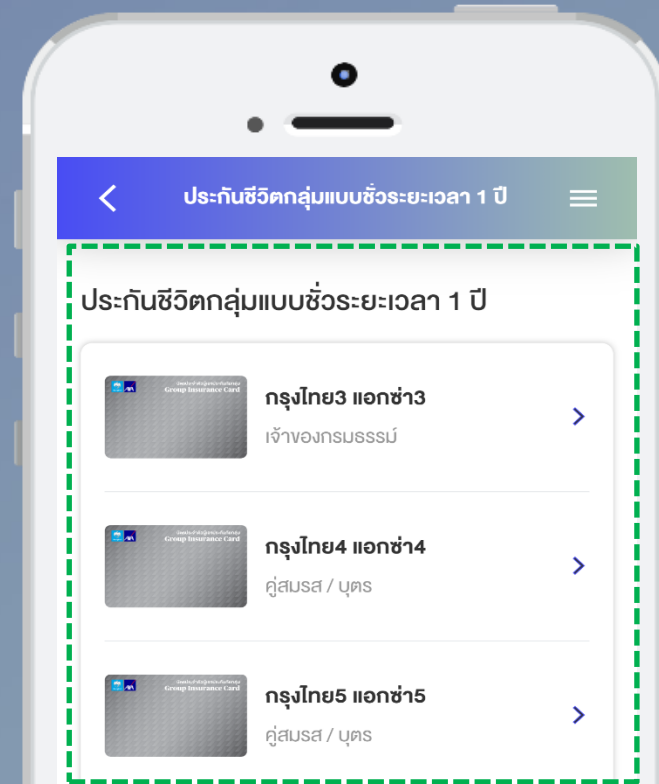 ประกันชีวิตกลุ่มแบบชั่วระยะเวลา 1 ปี
ประกันชีวิตกลุ่มแบบชั่วระยะเวลา 1 ปี
Group Insurance Card
กรุงไทย3 แอกซ่า3
เจ้าของกรมธรรม์
Group Insurance Card
กรุงไทย4 แอกซ่า4
คู่สมรส / บุตร
Group Insurance Card
กรุงไทย5 แอกซ่า5
คู่สมรส / บุตร